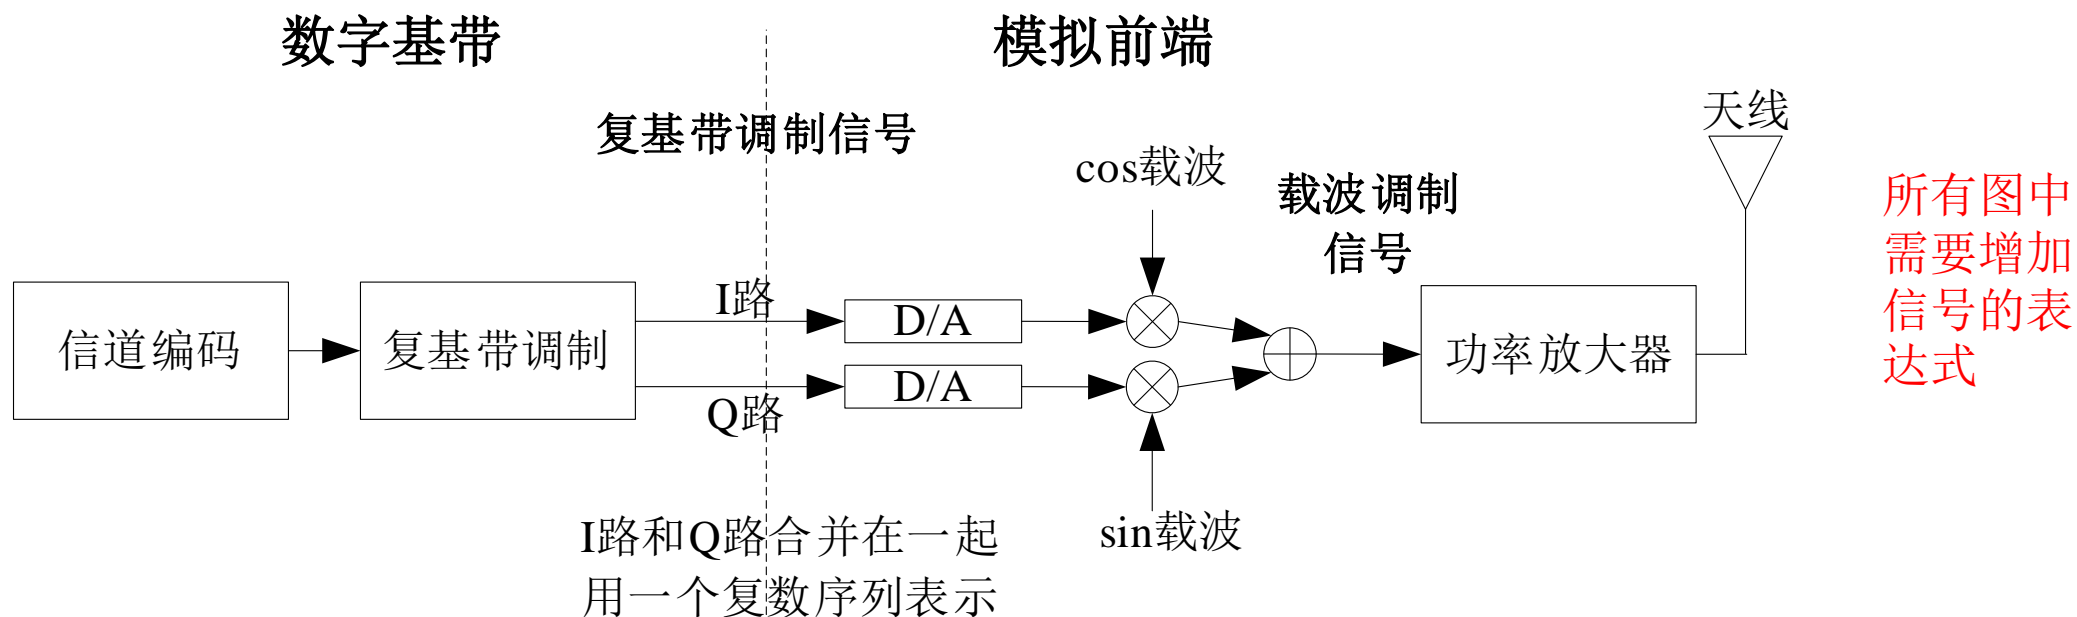 数字基带
模拟前端
天线
复基带调制信号
cos载波
载波调制
信号
所有图中
需要增加
信号的表
达式
信道编码
复基带调制
I路
D/A
功率放大器
Q路
D/A
sin载波
I路和Q路合并在一起
用一个复数序列表示